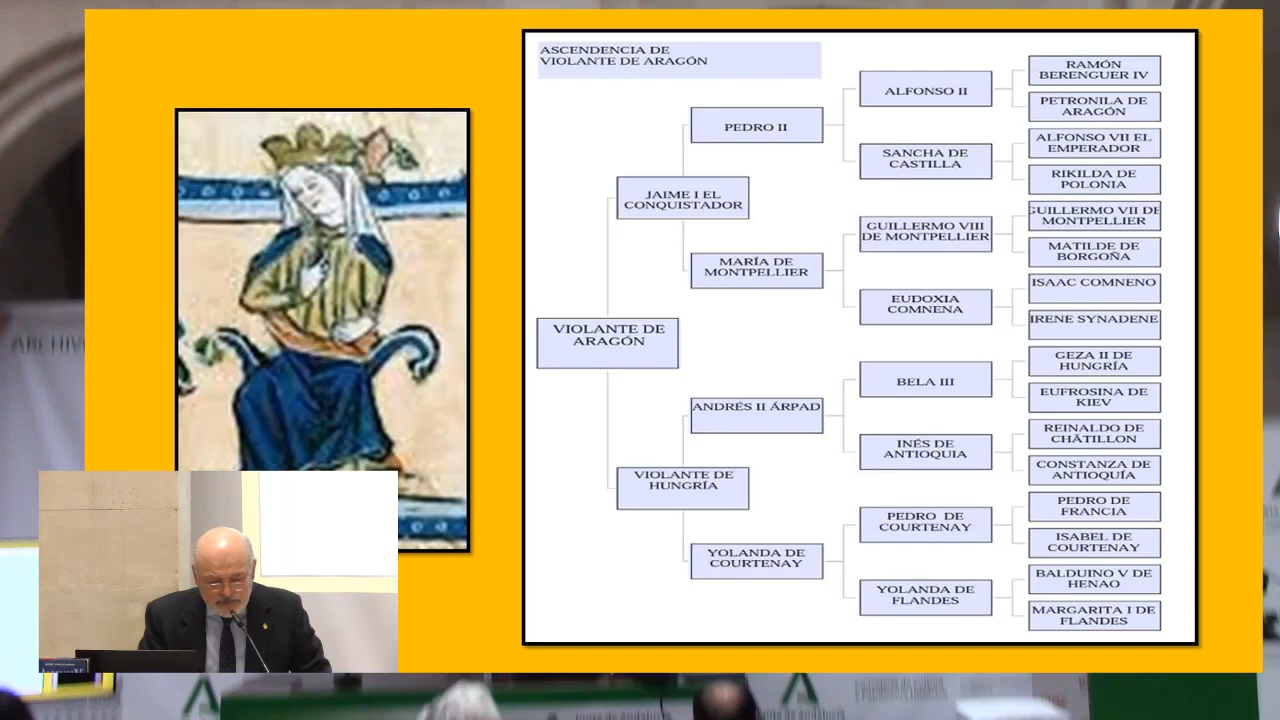 ASCENDENCIA DE
VIOLANTE DE ARAGÓN
VIOLANTE DE
ARAGÓN
JAIME I EL
CONQUISTADOR
VIOLANTE DE
HUNGRÍA
PEDRO II
MARÍA DE
MONTPELLIER
ANDRÉS II ÁRPAD
YOLANDA DE
COURTENAY
ALFONSO II
SANCHA DE
CASTILLA
GUILLERMO VIII
DE MONTPELLIER
EUDOXIA
COMNENA
BELA III
INÉS DE
ANTIOQUIA
PEDRO DE
COURTENAY
YOLANDA DE
FLANDES
RAMÓN
BERENGUER IV
PETRONILA DE
ARAGÓN
ALFONSO VII EL
EMPERADOR
RIKILDA DE
POLONIA
GUILLERMO VII DE
MONTPELLIER
MATILDE DE
BORGOÑA
ISAAC COMNENO
IRENE SYNADENE
GEZA II DE
HUNGRÍA
EUFROSINA DE
KIEV
REINALDO DE
CHÂTILLON
CONSTANZA DE
ANTIOQUÍA
PEDRO DE
FRANCIA
ISABEL DE
COURTENAY
BALDUINO V DE
HENAO
MARGARITA I DE
FLANDES
ARCHIV